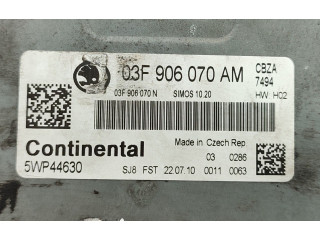 03F 906 070 AM CBZA
7494
03F 906 070 N SIMOS 10.20 HW H02
Continental Made in Czech Rep.
03 0286
5WP44630 SJ8 FST 22.07.10 0011 0063